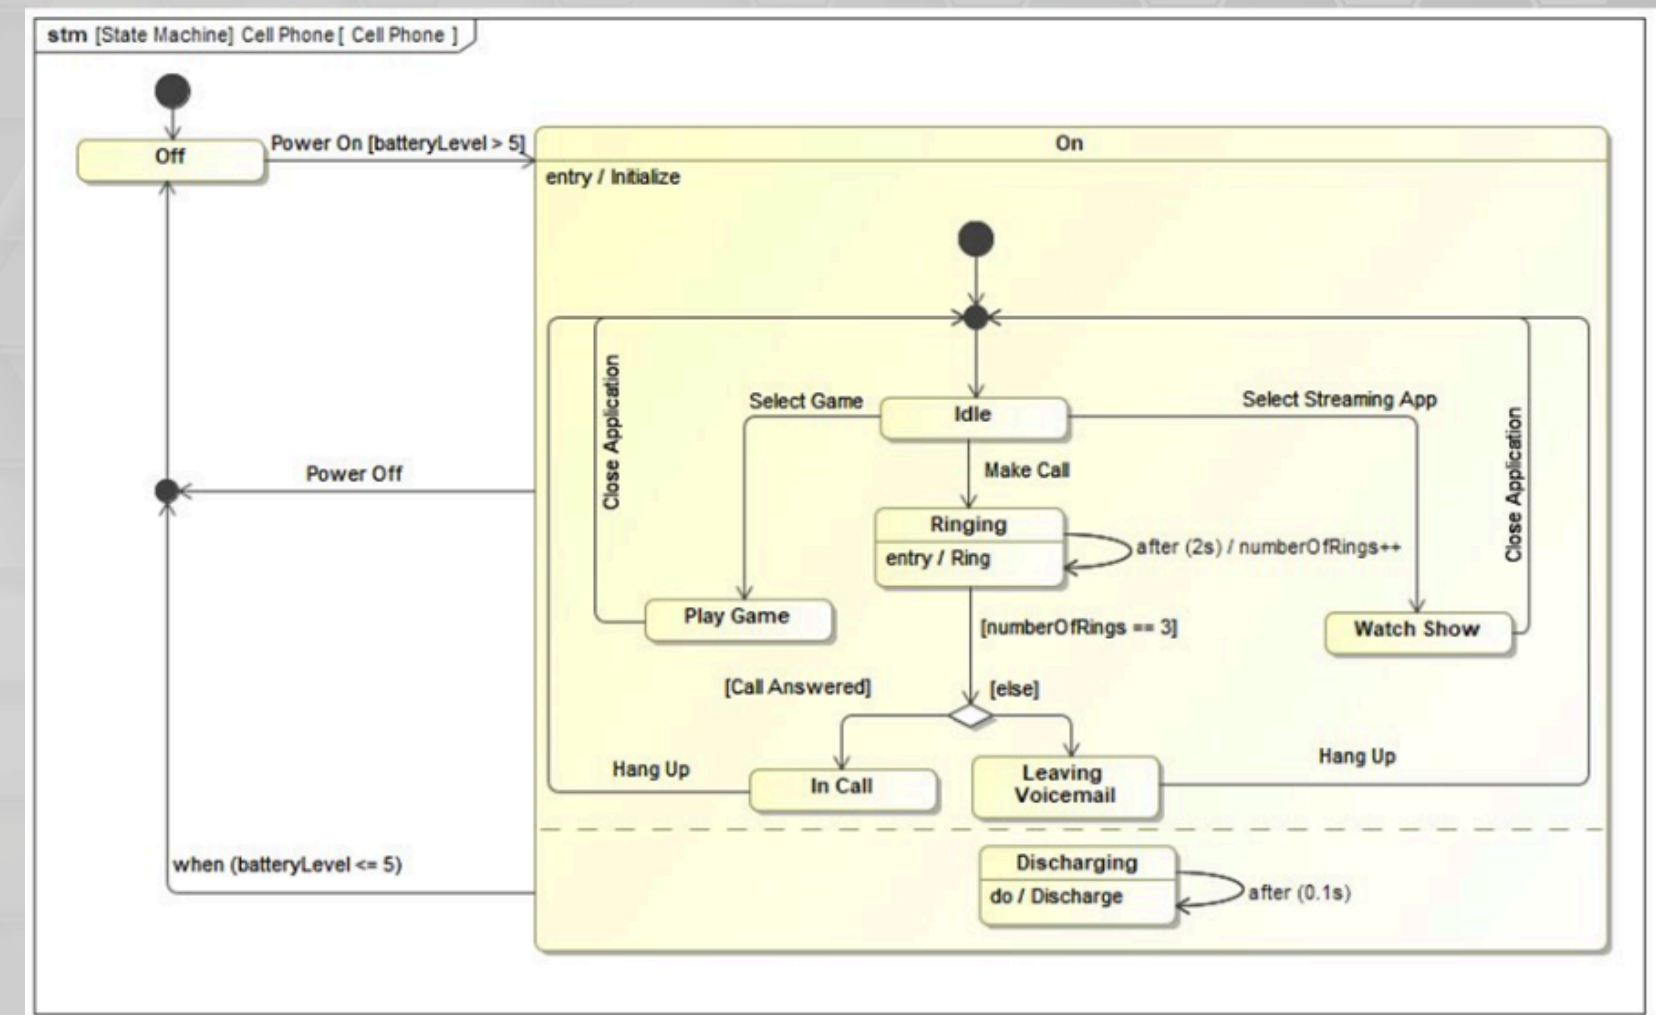 stm [State Machine] Cell Phone [ Cell Phone ]
Off
Power On [batteryLevel > 5]
On
entry / Initialize
Close Application
Select Game
Idle
Select Streaming App
Close Application
Make Call
Power Off
Ringing
entry / Ring
after (2s) / numberOfRings++
Play Game
[numberOfRings == 3]
Watch Show
[Call Answered]
[else]
Hang Up
In Call
Leaving
Voicemail
Hang Up
when (batteryLevel <= 5)
Discharging
do / Discharge
after (0.1s)